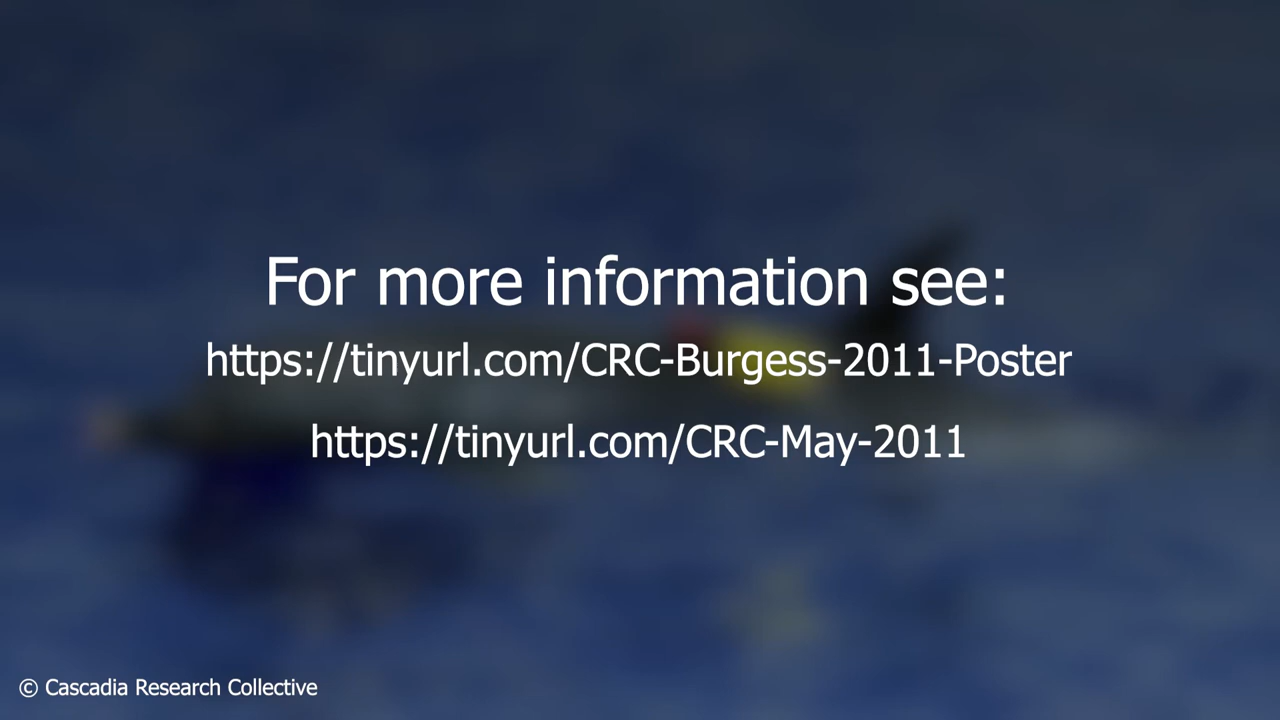 For more information see:
https://tinyurl.com/CRC-Burgess-2011-Poster
https://tinyurl.com/CRC-May-2011
© Cascadia Research Collective